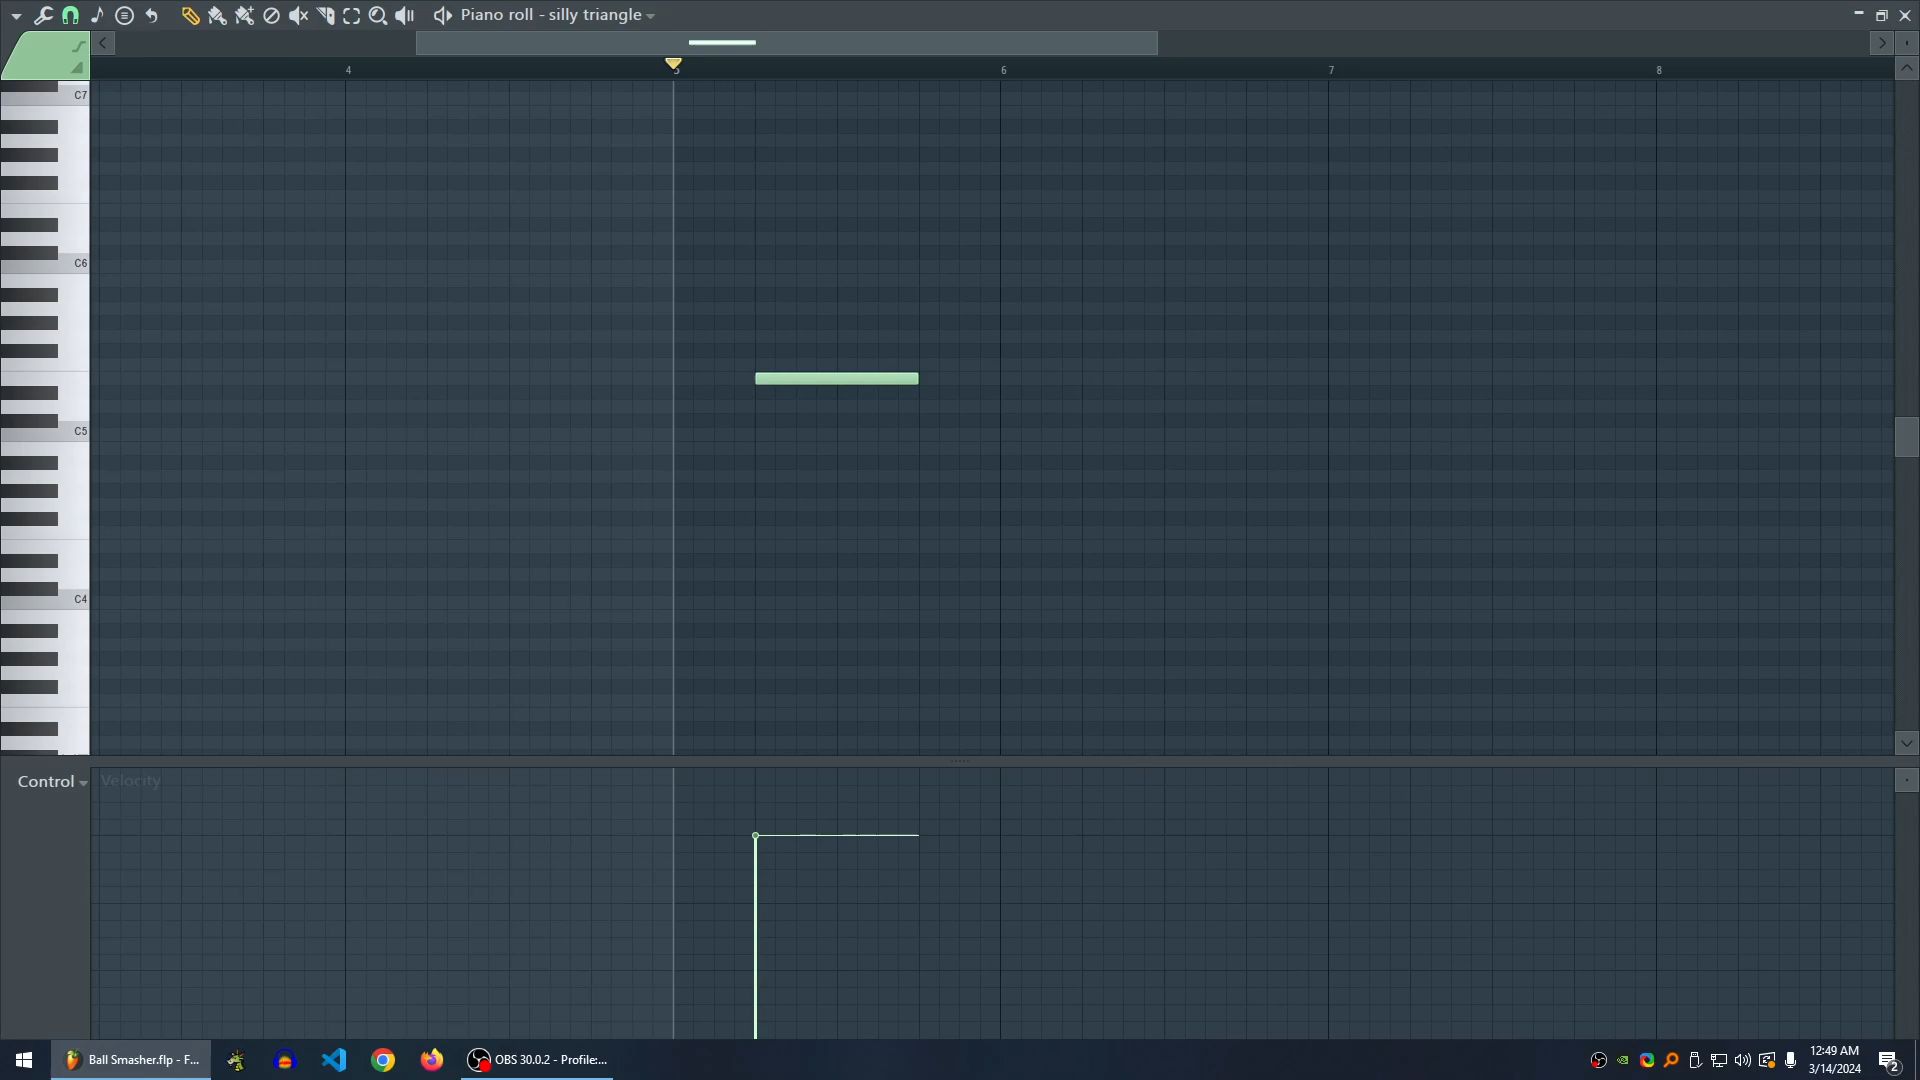 Piano roll - silly triangle
4
5
6
7
8
C7
C6
C5
C4
Control
Velocity
Ball Smasher.flp - F...
OBS 30.0.2 - Profile:...
12:49 AM
3/14/2024
2